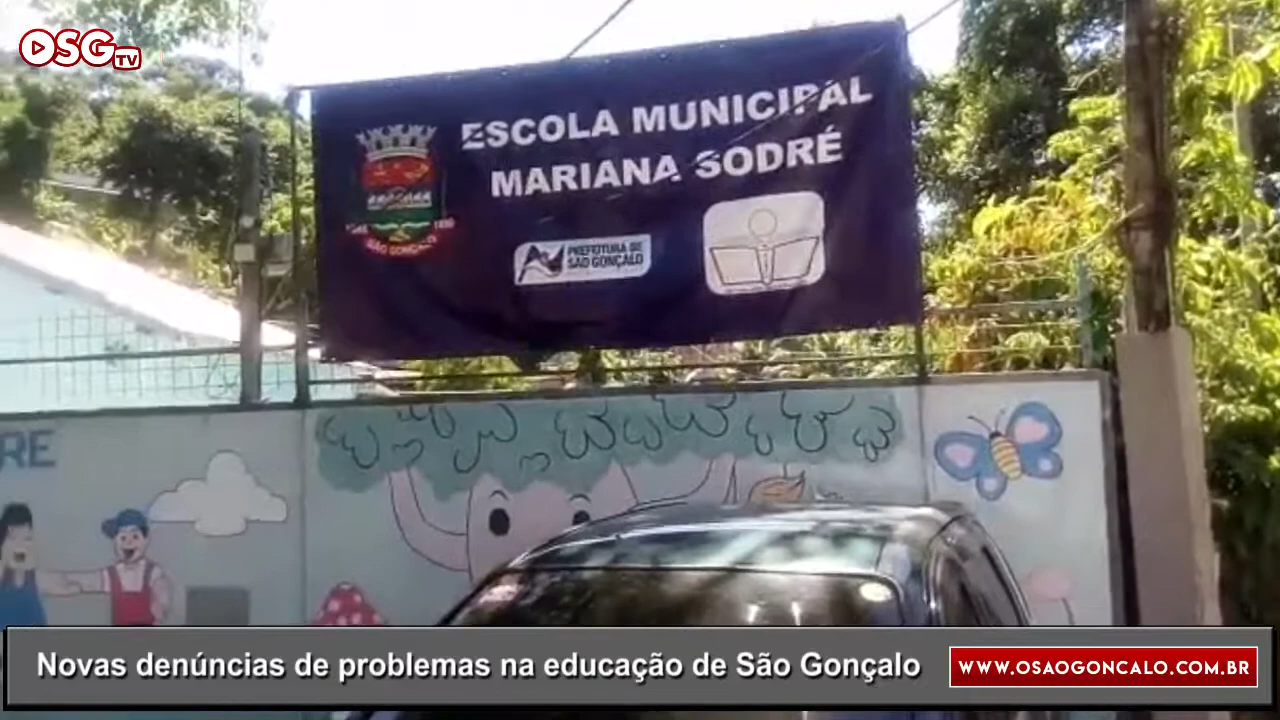 OSG TV
ESCOLA MUNICIPAL
MARIANA SODRÉ
SÃO GONÇALO
PREFEITURA DE
SÃO GONÇALO
RE
Novas denúncias de problemas na educação de São Gonçalo
WWW.OSAOGONCALO.COM.BR